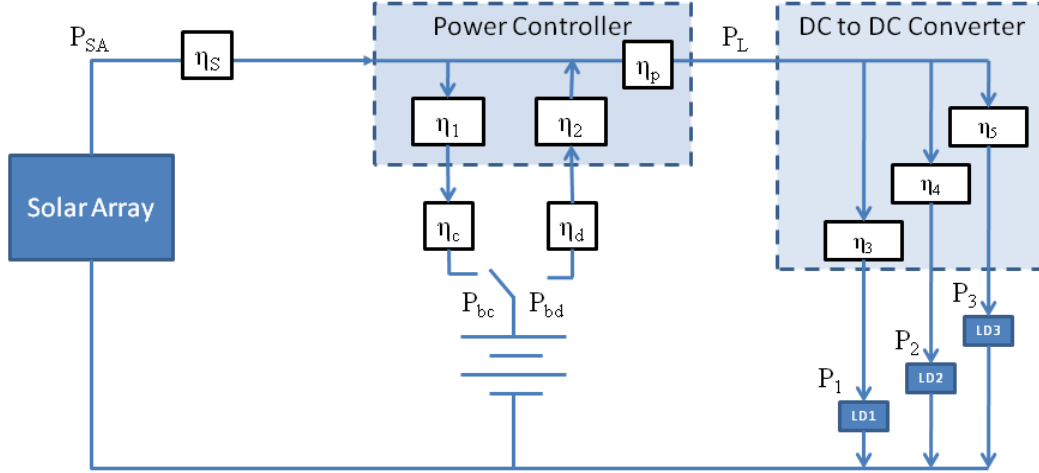 Power Controller
DC to DC Converter
P_SA
η_S
η_p
P_L
η_1
η_2
η_5
η_4
Solar Array
η_c
η_d
η_3
P_bc
P_bd
P_3
LD3
P_2
LD2
P_1
LD1